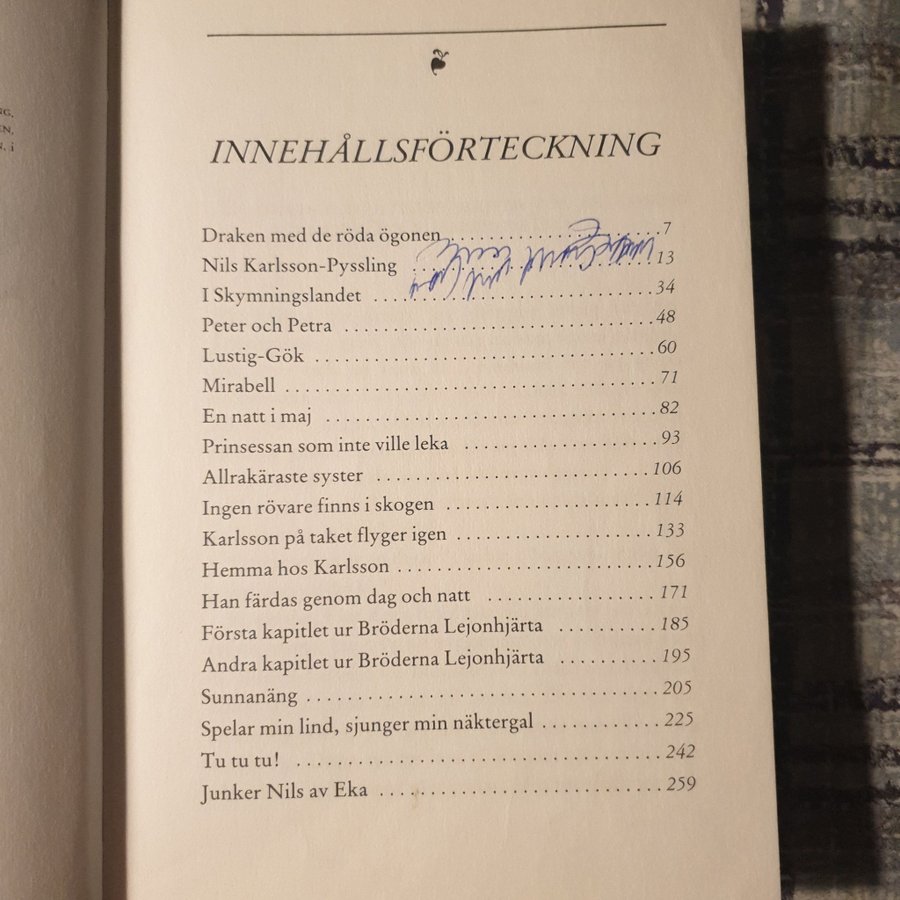 NG,
EN,
N, i
INNEHÅLLSFÖRTECKNING
Draken med de röda ögonen . . . . . . . . . . . . . . . . . . . . 7
Nils Karlsson-Pyssling . . . . . . . . . . . . . . . . . . . . 13
I Skymningslandet . . . . . . . . . . . . . . . . . . . . 34
Peter och Petra . . . . . . . . . . . . . . . . . . . . 48
Lustig-Gök . . . . . . . . . . . . . . . . . . . . 60
Mirabell . . . . . . . . . . . . . . . . . . . . 71
En natt i maj . . . . . . . . . . . . . . . . . . . . 82
Prinsessan som inte ville leka . . . . . . . . . . . . . . . . . 93
Allrakäraste syster . . . . . . . . . . . . . . . . . . . . 106
Ingen rövare finns i skogen . . . . . . . . . . . . . . . . . 114
Karlsson på taket flyger igen . . . . . . . . . . . . . . . . 133
Hemma hos Karlsson . . . . . . . . . . . . . . . . . . . . 156
Han färdas genom dag och natt . . . . . . . . . . . . . . 171
Första kapitlet ur Bröderna Lejonhjärta . . . . . . . . 185
Andra kapitlet ur Bröderna Lejonhjärta . . . . . . . . 195
Sunnanäng . . . . . . . . . . . . . . . . . . . . 205
Spelar min lind, sjunger min näktergal . . . . . . . . . . 225
Tu tu tu! . . . . . . . . . . . . . . . . . . . . 242
Junker Nils av Eka . . . . . . . . . . . . . . . . . . . . 259